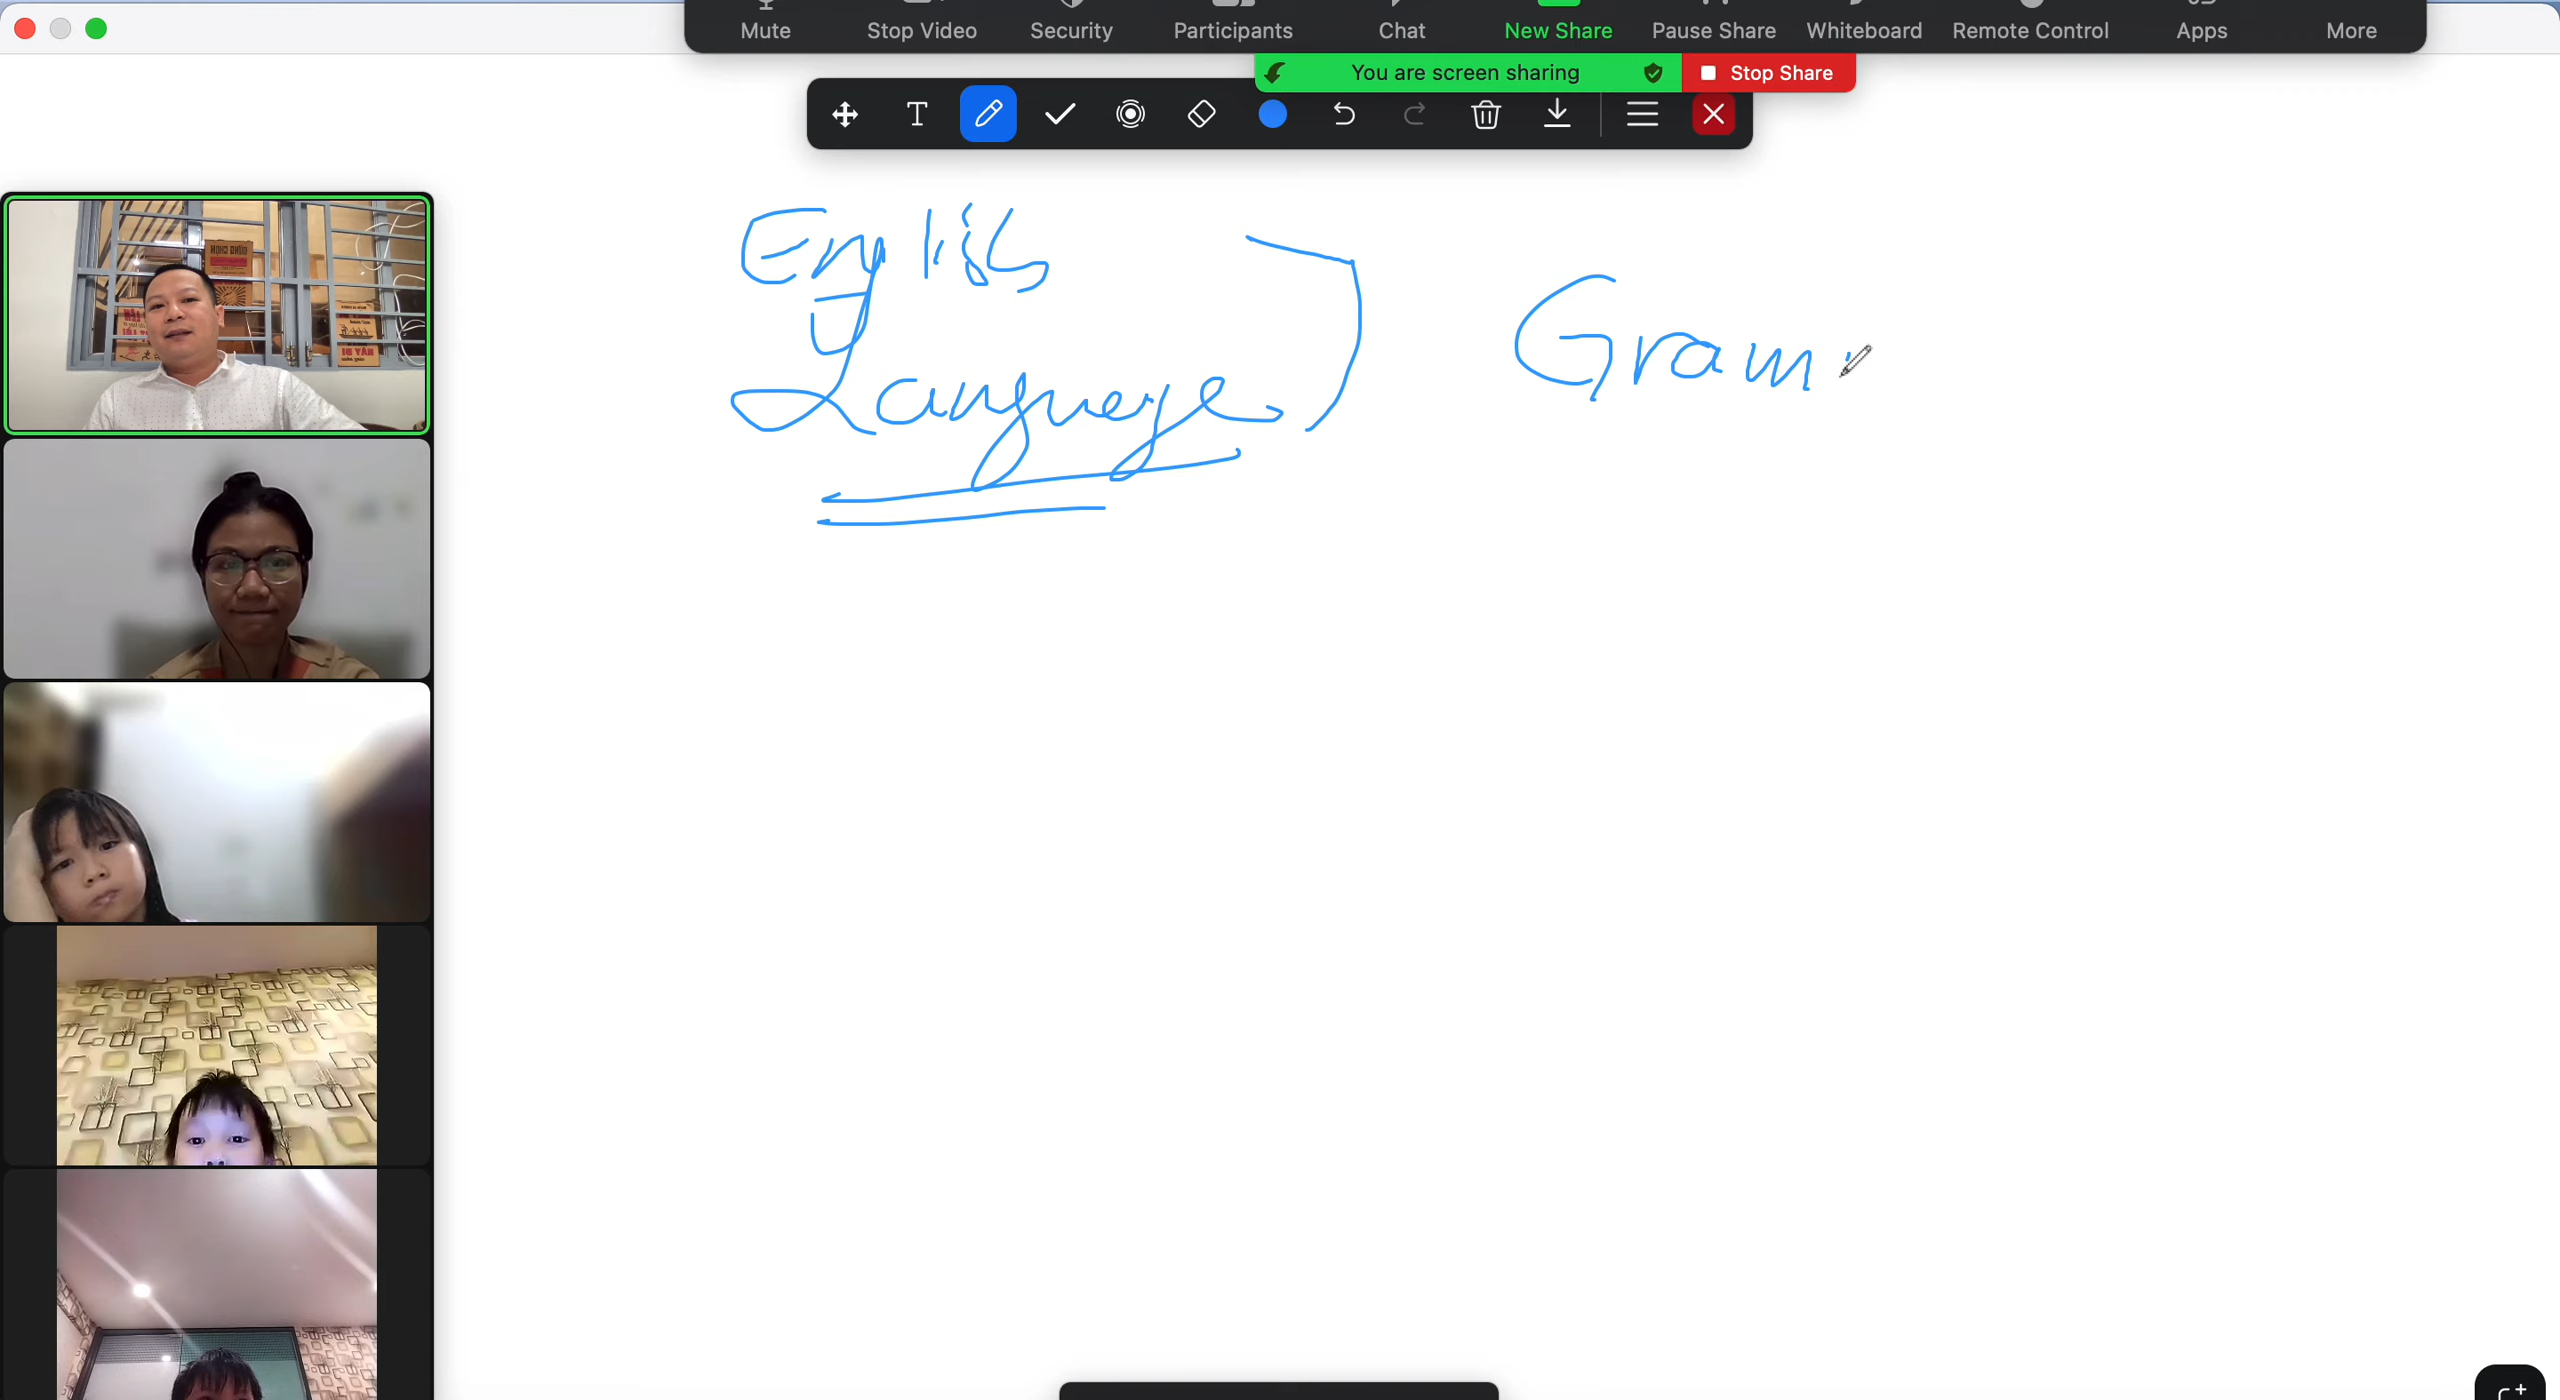 Mute Stop Video Security Participants Chat New Share Pause Share Whiteboard Remote Control Apps More
You are screen sharing Stop Share
T
English
Language
Gram